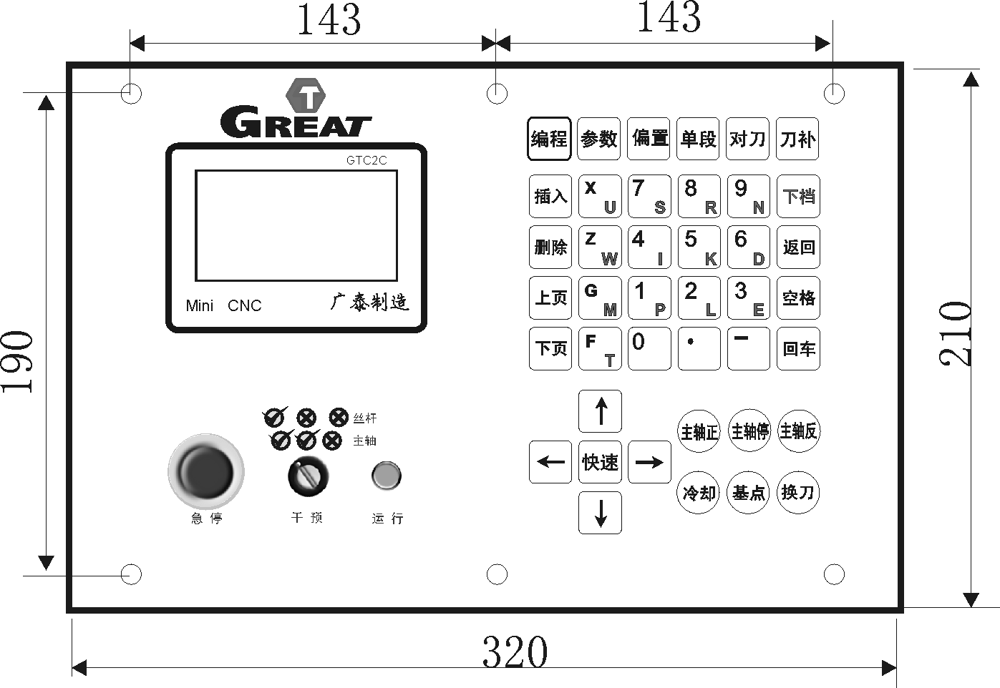 143 143
T
GREAT
GTC2C
Mini CNC 广泰制造
编程 参数 偏置 单段 对刀 刀补
插入 X U 7 S 8 R 9 N 下档
删除 Z W 4 I 5 K 6 D 返回
上页 G M 1 P 2 L 3 E 空格
下页 F T 0 • − 回车
190
210
丝杆
主轴
急停 干预 运行
↑
← 快速 →
↓
主轴正 主轴停 主轴反
冷却 基点 换刀
320